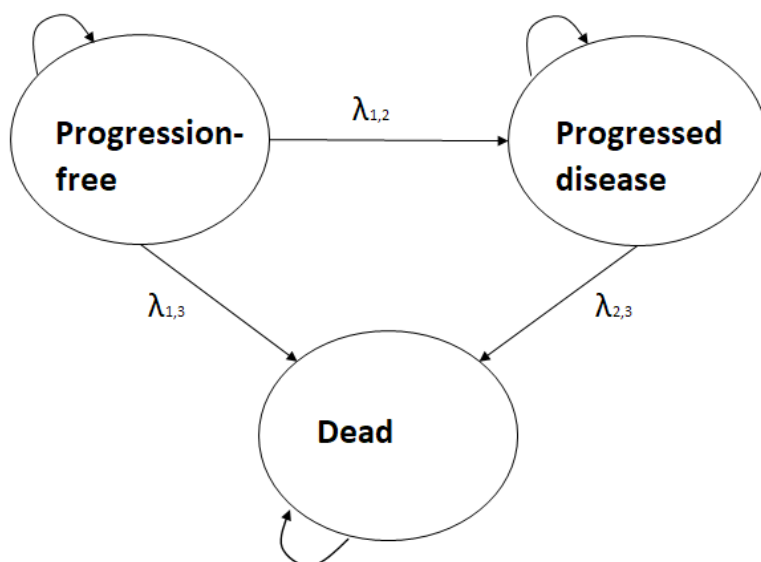 λ1,2
Progression-
free
Progressed
disease
λ1,3
λ2,3
Dead